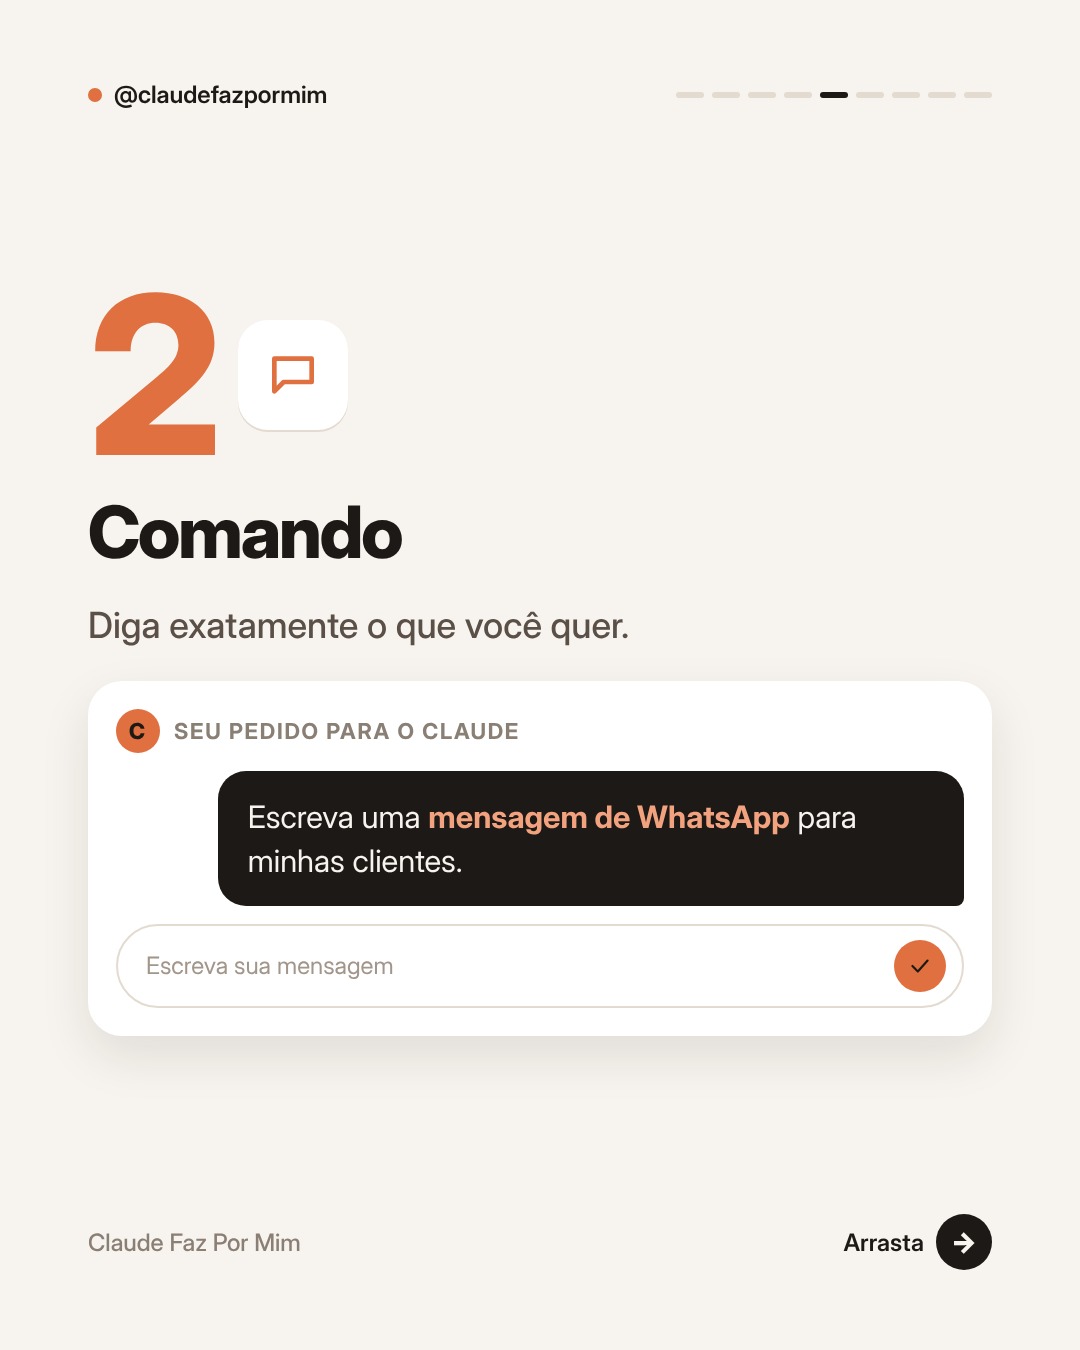 @claudefazpormim
2
Comando
Diga exatamente o que você quer.
C SEU PEDIDO PARA O CLAUDE
Escreva uma mensagem de WhatsApp para
minhas clientes.
Escreva sua mensagem
Claude Faz Por Mim
Arrasta